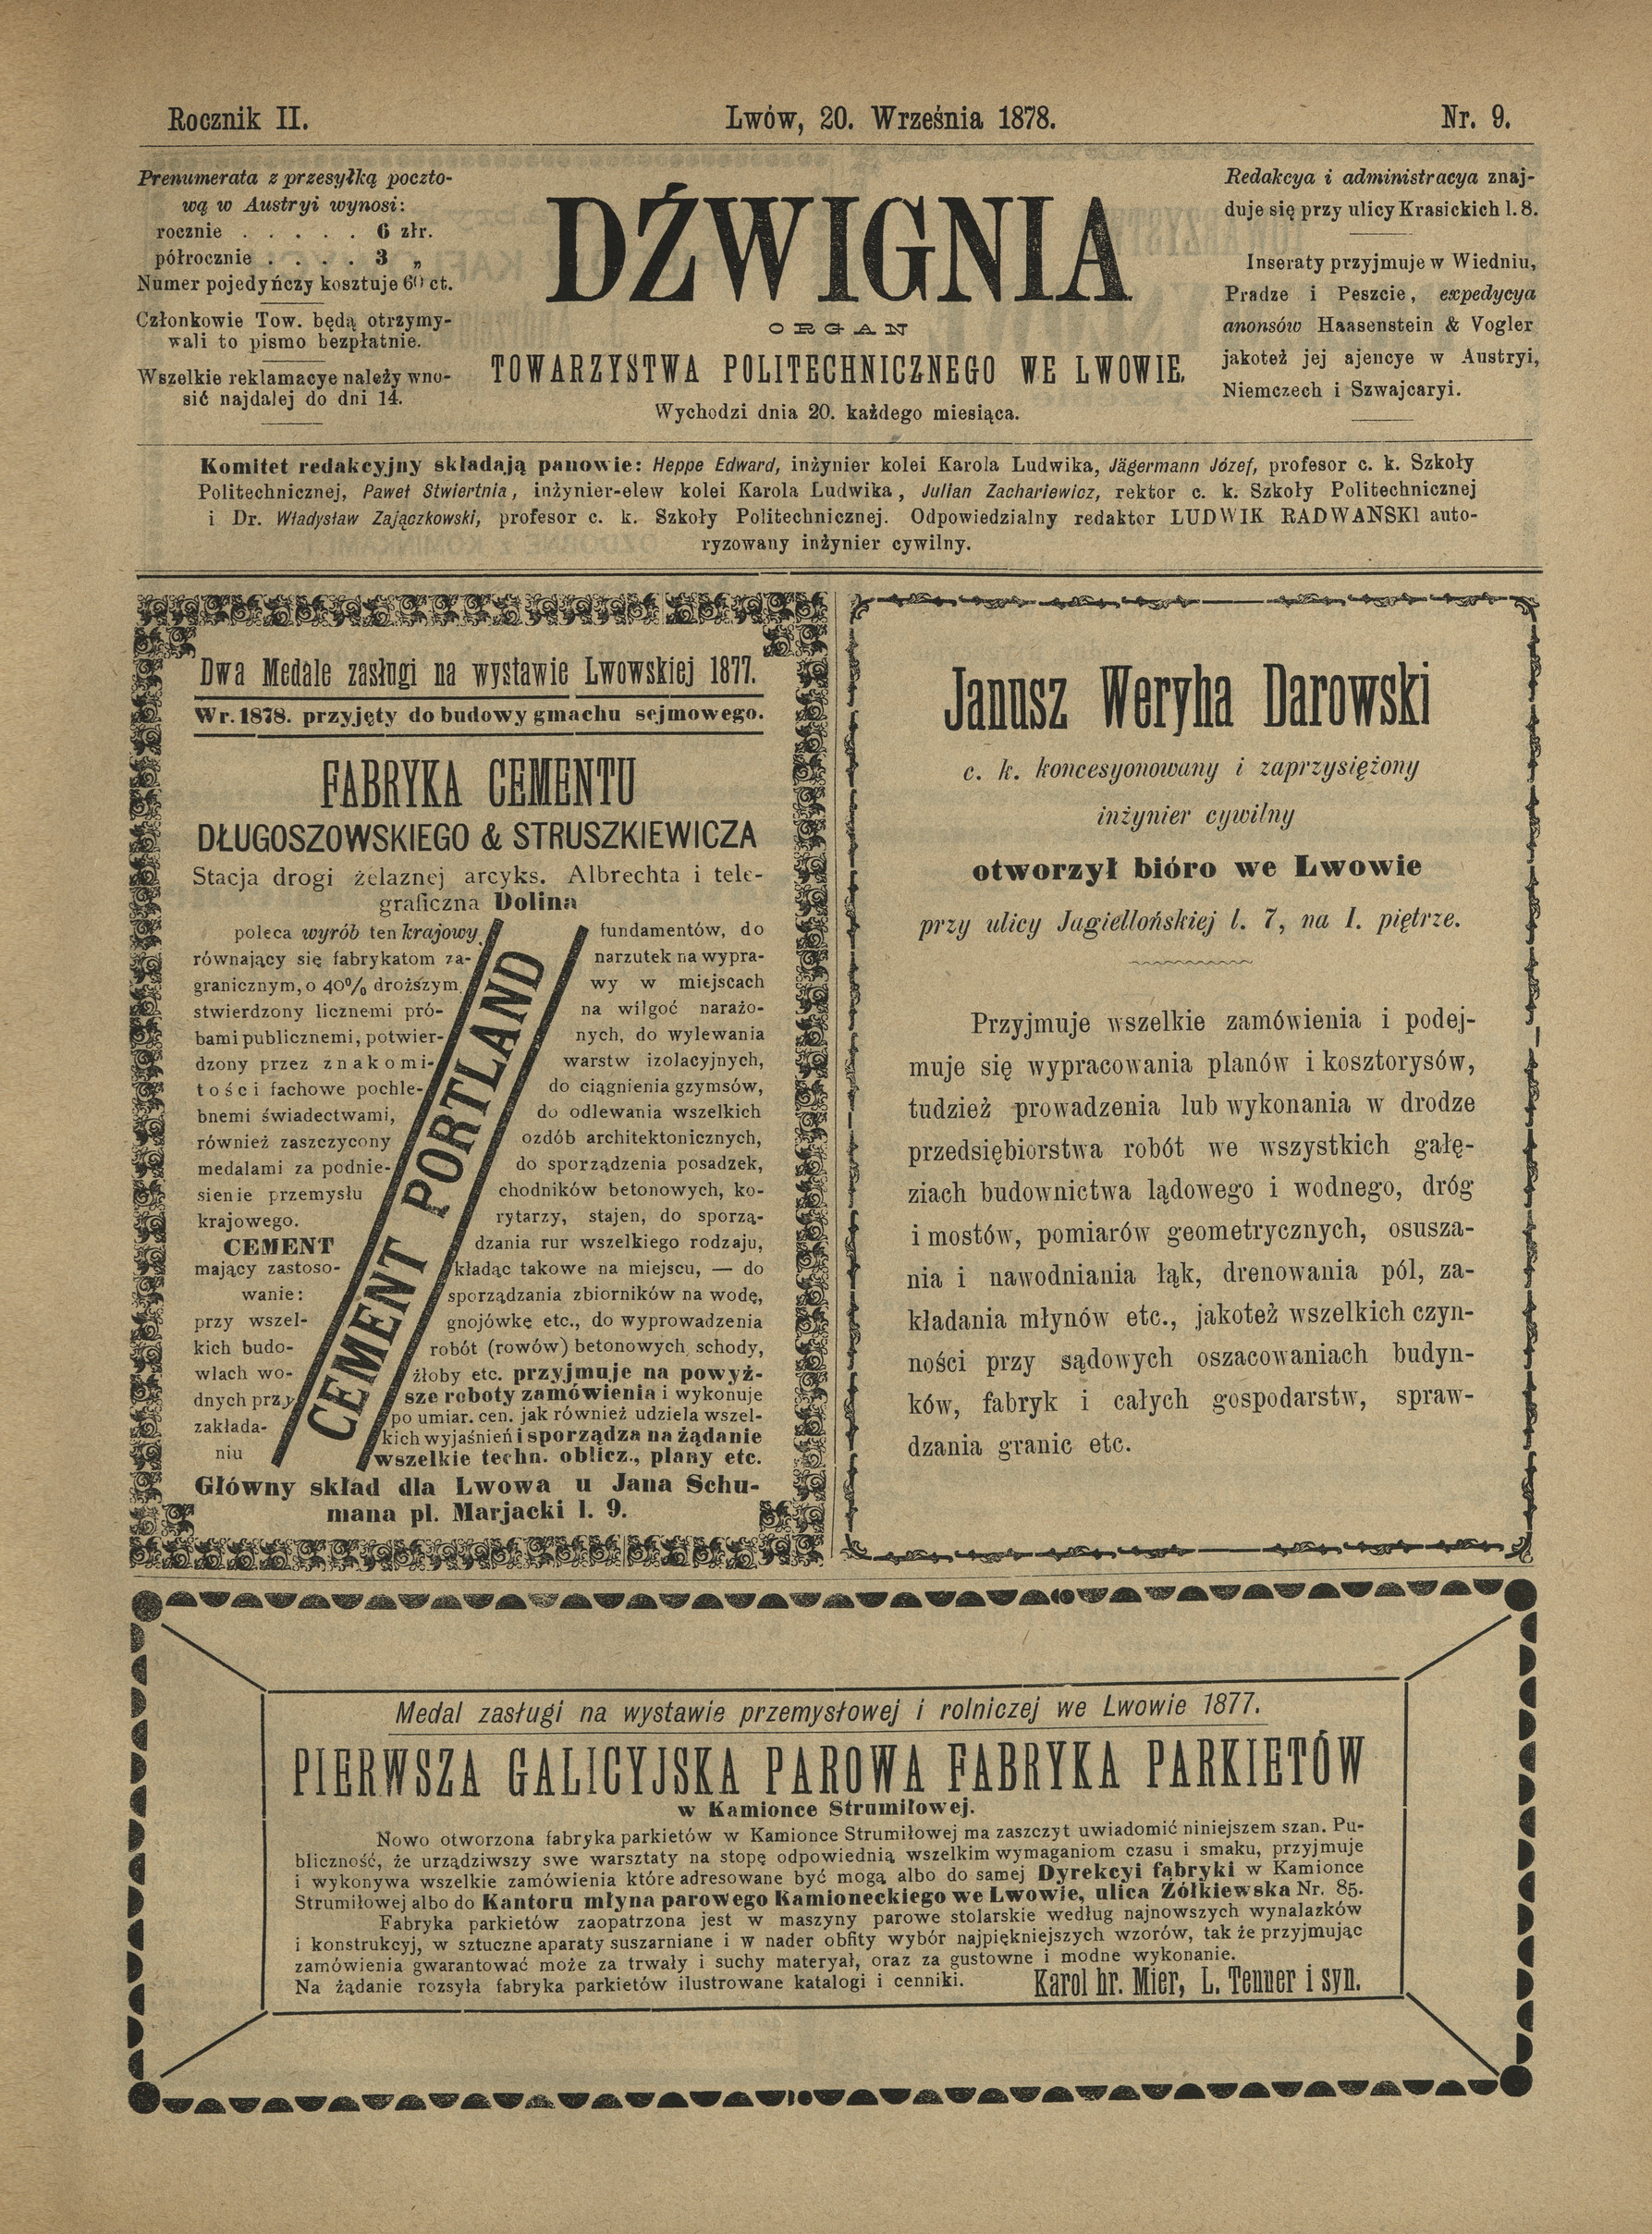 Rocznik II.
Lwów, 20. Września 1878.
Nr. 9.
Prenumerata z przesyłką poczto-
wą w Austryi wynosi:
rocznie . . . . . 6 złr.
półrocznie . . . . 3 „
Numer pojedyńczy kosztuje 60 ct.
Członkowie Tow. będą otrzymy-
wali to pismo bezpłatnie.
Wszelkie reklamacye należy wno-
sić najdalej do dni 14.
DŹWIGNIA
ORGAN
TOWARZYSTWA POLITECHNICZNEGO WE LWOWIE.
Wychodzi dnia 20. każdego miesiąca.
Redakcya i administracya znaj-
duje się przy ulicy Krasickich l. 8.
Inseraty przyjmuje w Wiedniu,
Pradze i Peszcie, expedycya
anonsów Haasenstein & Vogler
jakoteż jej ajencye w Austryi,
Niemczech i Szwajcaryi.
Komitet redakcyjny składają panowie: Heppe Edward, inżynier kolei Karola Ludwika, Jägermann Józef, profesor c. k. Szkoły
Politechnicznej, Paweł Stwiertnia, inżynier-elew kolei Karola Ludwika, Julian Zachariewicz, rektor c. k. Szkoły Politechnicznej
i Dr. Władysław Zajączkowski, profesor c. k. Szkoły Politechnicznej. Odpowiedzialny redaktor LUDWIK RADWANSKI auto-
ryzowany inżynier cywilny.
Dwa Medale zasługi na wystawie Lwowskiej 1877.
W r. 1878. przyjęty do budowy gmachu sejmowego.
FABRYKA CEMENTU
DŁUGOSZOWSKIEGO & STRUSZKIEWICZA
Stacja drogi żelaznej arcyks. Albrechta i tele-
graficzna Dolina
poleca wyrób ten krajowy
równający się fabrykatom za-
granicznym, o 40% droższym
stwierdzony licznemi pró-
bami publicznemi, potwier-
dzony przez znakomi-
tości fachowe pochle-
bnemi świadectwami,
również zaszczycony
medalami za podnie-
sienie przemysłu
krajowego.
CEMENT
mający zastoso-
wanie:
przy wszel-
kich budo-
wlach wo-
dnych przy
zakłada-
niu
CEMENT PORTLAND
fundamentów, do
narzutek na wypra-
wy w miejscach
na wilgoć narażo-
nych, do wylewania
warstw izolacyjnych,
do ciągnienia gzymsów,
do odlewania wszelkich
ozdób architektonicznych,
do sporządzenia posadzek,
chodników betonowych, ko-
rytarzy, stajen, do sporzą-
dzania rur wszelkiego rodzaju,
kładąc takowe na miejscu, — do
sporządzania zbiorników na wodę,
gnojówkę etc., do wyprowadzenia
robót (rowów) betonowych, schody,
żłoby etc. przyjmuje na powyż-
sze roboty zamówienia i wykonuje
po umiar. cen. jak również udziela wszel-
kich wyjaśnień i sporządza na żądanie
wszelkie techn. oblicz., plany etc.
Główny skład dla Lwowa u Jana Schu-
mana pl. Marjacki l. 9.
Janusz Weryha Darowski
c. k. koncesyonowany i zaprzysiężony
inżynier cywilny
otworzył bióro we Lwowie
przy ulicy Jagiellońskiej l. 7, na I. piętrze.
Przyjmuje wszelkie zamówienia i podej-
muje się wypracowania planów i kosztorysów,
tudzież prowadzenia lub wykonania w drodze
przedsiębiorstwa robót we wszystkich gałę-
ziach budownictwa lądowego i wodnego, dróg
i mostów, pomiarów geometrycznych, osusza-
nia i nawodniania łąk, drenowania pól, za-
kładania młynów etc., jakoteż wszelkich czyn-
ności przy sądowych oszacowaniach budyn-
ków, fabryk i całych gospodarstw, spraw-
dzania granic etc.
Medal zasługi na wystawie przemysłowej i rolniczej we Lwowie 1877.
PIERWSZA GALICYJSKA PAROWA FABRYKA PARKIETÓW
w Kamionce Strumiłowej.
Nowo otworzona fabryka parkietów w Kamionce Strumiłowej ma zaszczyt uwiadomić niniejszem szan. Pu-
bliczność, że urządziwszy swe warsztaty na stopę odpowiednią wszelkim wymaganiom czasu i smaku, przyjmuje
i wykonywa wszelkie zamówienia które adresowane być mogą albo do samej Dyrekcyi fabryki w Kamionce
Strumiłowej albo do Kantoru młyna parowego Kamioneckiego we Lwowie, ulica Żółkiewska Nr. 85.
Fabryka parkietów zaopatrzona jest w maszyny parowe stolarskie według najnowszych wynalazków
i konstrukcyj, w sztuczne aparaty suszarniane i w nader obfity wybór najpiękniejszych wzorów, tak że przyjmując
zamówienia gwarantować może za trwały i suchy materyał, oraz za gustowne i modne wykonanie.
Na żądanie rozsyła fabryka parkietów ilustrowane katalogi i cenniki.
Karol hr. Mier, L. Tenner i syn.